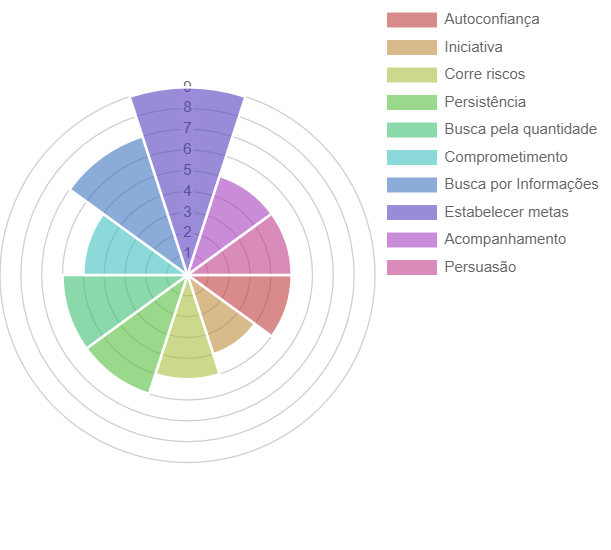 Autoconfiança
Iniciativa
Corre riscos
Persistência
Busca pela quantidade
Comprometimento
Busca por Informações
Estabelecer metas
Acompanhamento
Persuasão
9
8
7
6
5
4
3
2
1